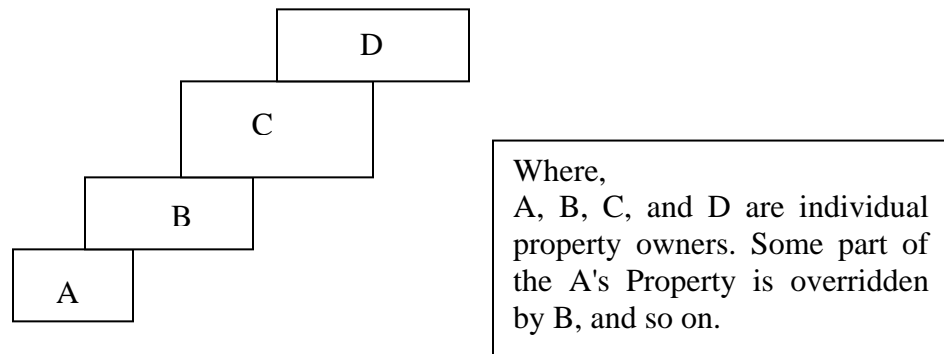 D
C
B
A
Where,
A, B, C, and D are individual
property owners. Some part of
the A's Property is overridden
by B, and so on.